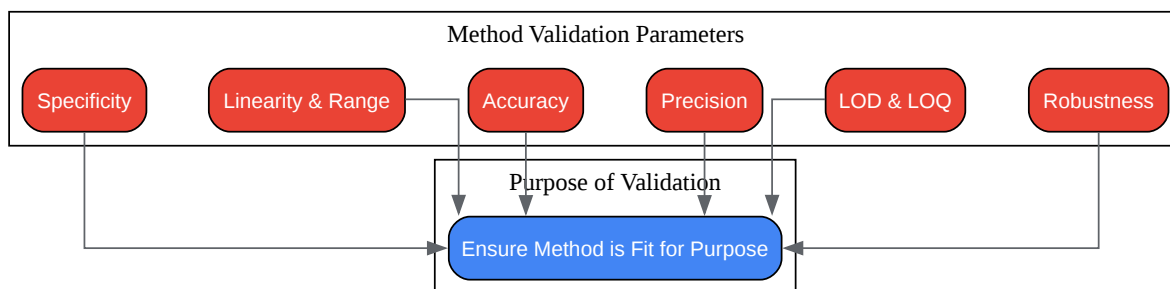 Method Validation Parameters
Specificity
Linearity & Range
Accuracy
Precision
LOD & LOQ
Robustness
Purpose of Validation
Ensure Method is Fit for Purpose